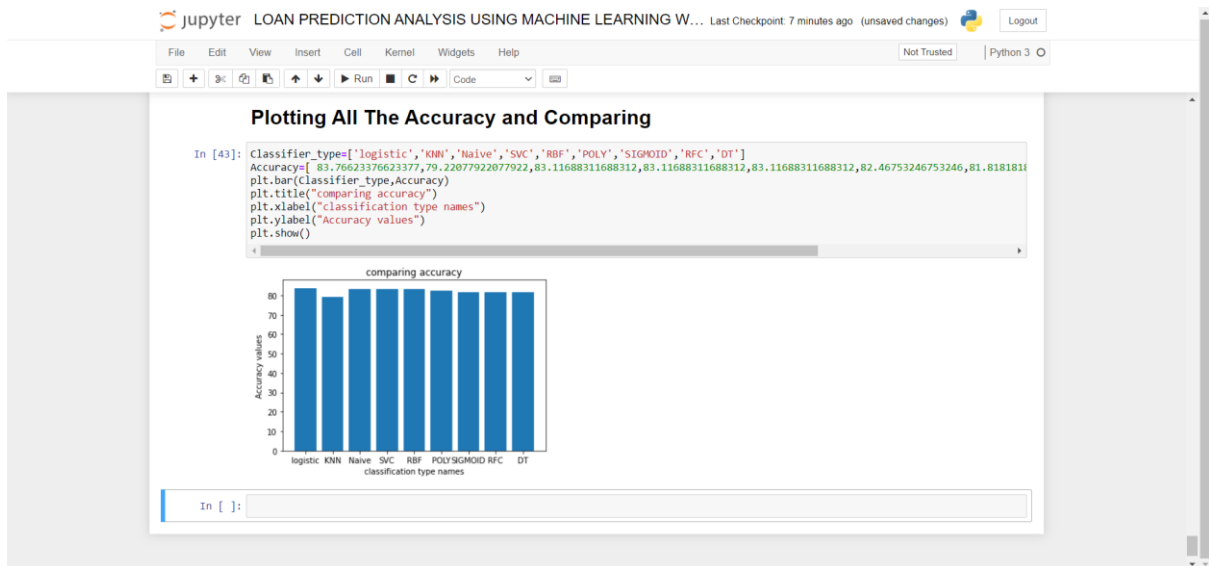 jupyter LOAN PREDICTION ANALYSIS USING MACHINE LEARNING W... Last Checkpoint: 7 minutes ago (unsaved changes) Logout
File Edit View Insert Cell Kernel Widgets Help Not Trusted Python 3
Run Code
Plotting All The Accuracy and Comparing
In [43]: Classifier_type=['logistic','KNN','Naive','SVC','RBF','POLY','SIGMOID','RFC','DT']
Accuracy=[ 83.76623376623377,79.22077922077922,83.11688311688312,83.11688311688312,83.11688311688312,82.46753246753246,81.8181818
plt.bar(Classifier_type,Accuracy)
plt.title("comparing accuracy")
plt.xlabel("classification type names")
plt.ylabel("Accuracy values")
plt.show()
comparing accuracy
Accuracy values
80
70
60
50
40
30
20
10
0
logistic KNN Naive SVC RBF POLY SIGMOID RFC DT
classification type names
In [ ]: